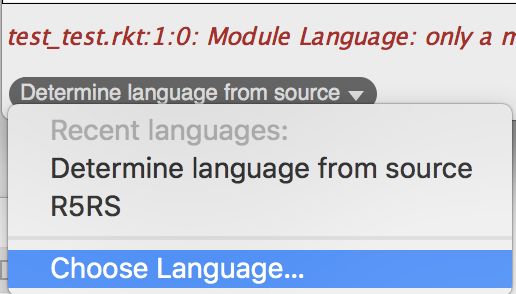 test_test.rkt:1:0: Module Language: only a
Determine language from source
Recent languages:
Determine language from source
R5RS
Choose Language...